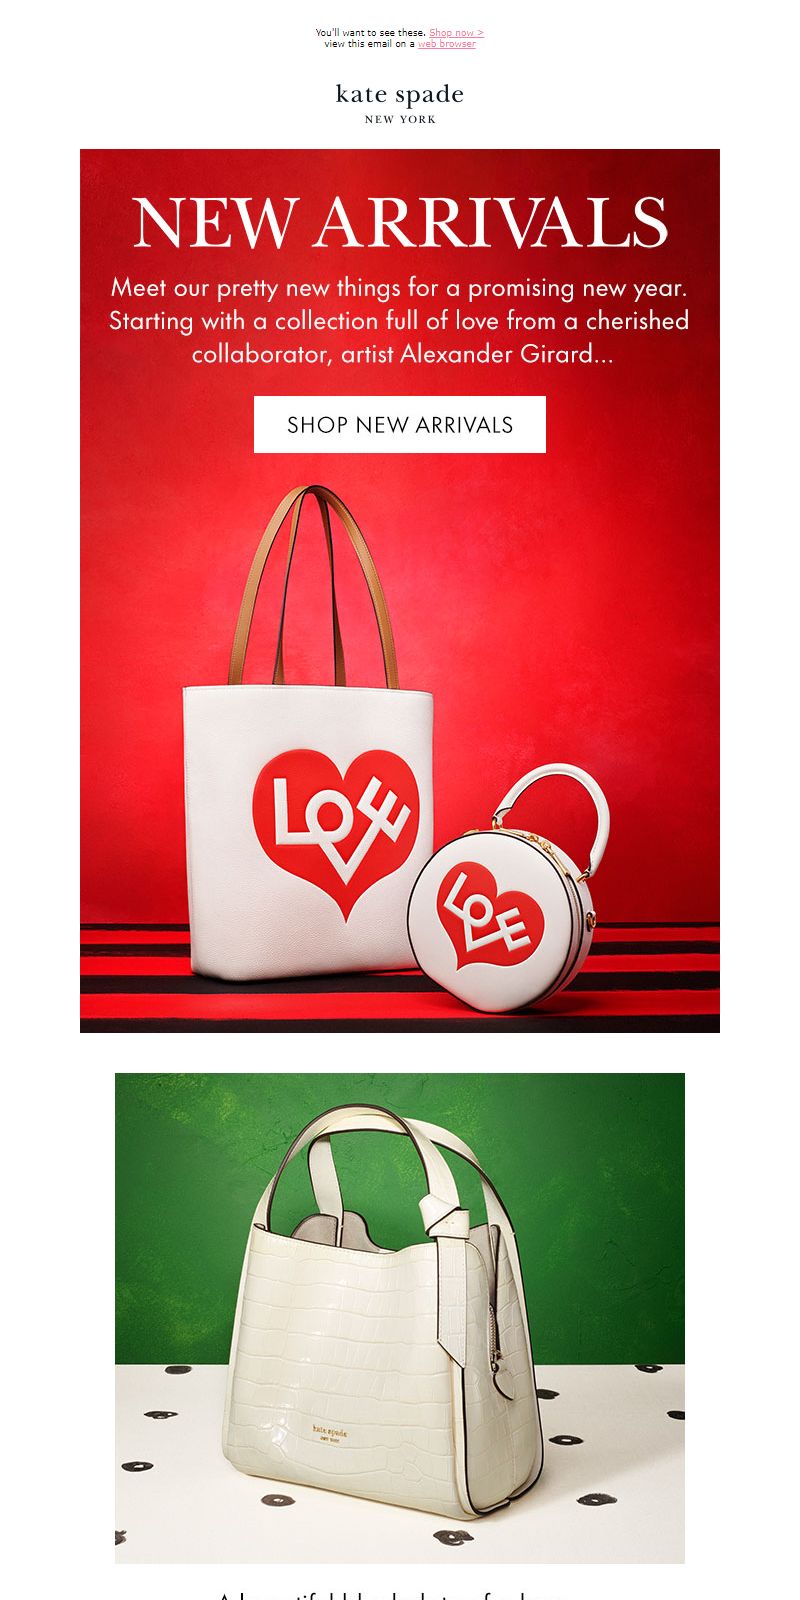 You'll want to see these. Shop now >
view this email on a web browser
kate spade
NEW YORK
NEW ARRIVALS
Meet our pretty new things for a promising new year.
Starting with a collection full of love from a cherished
collaborator, artist Alexander Girard...
SHOP NEW ARRIVALS
LOVE
LOVE
kate spade
NEW YORK